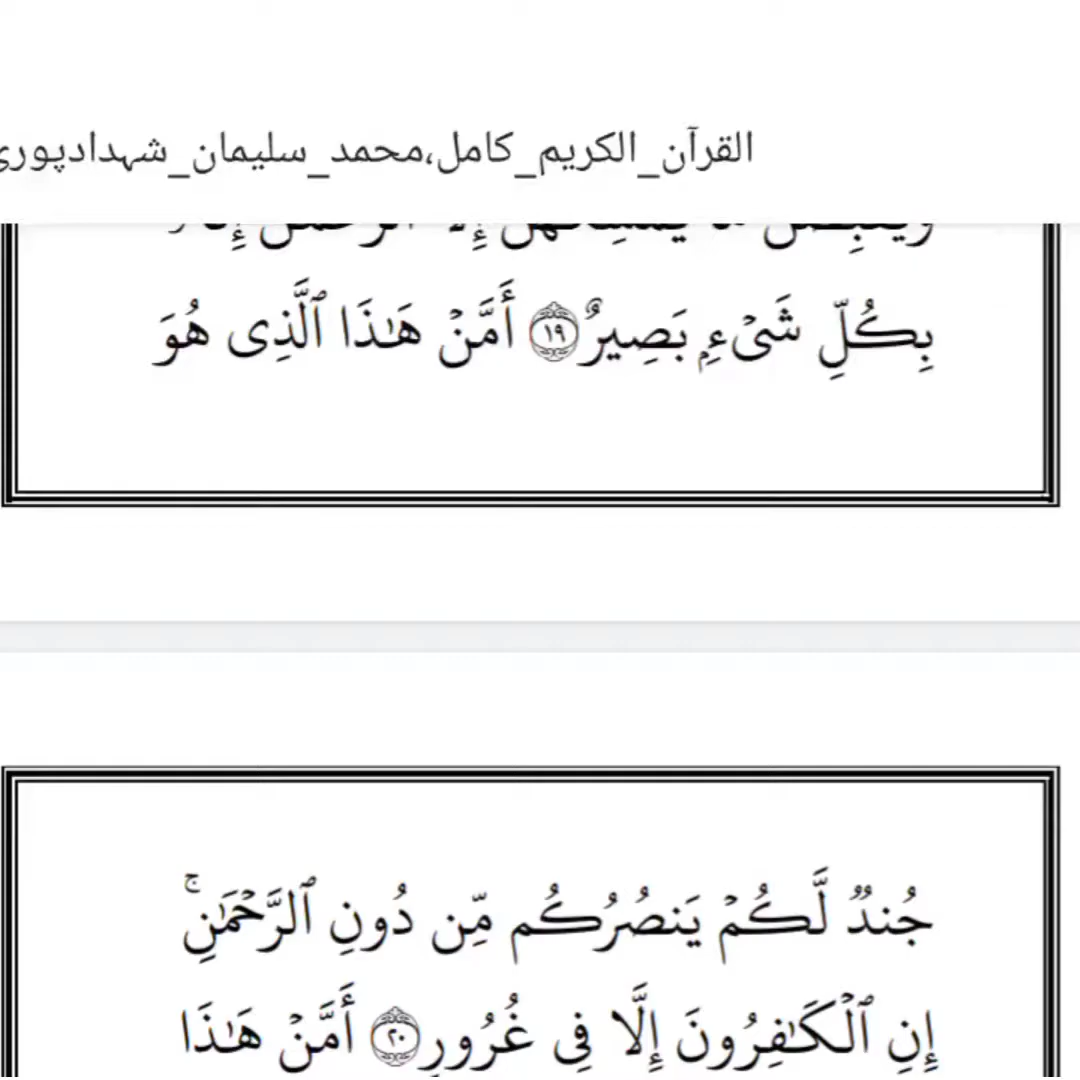 القرآن_الكريم_كامل،محمد_سليمان_شهدادپوری
بِكُلِّ شَىۡءِۭ بَصِيرٌ ١٩ أَمَّنۡ هَـٰذَا ٱلَّذِى هُوَ
جُندٌ لَّكُمۡ يَنصُرُكُم مِّن دُونِ ٱلرَّحۡمَـٰنِۚ
إِنِ ٱلۡكَـٰفِرُونَ إِلَّا فِى غُرُورٍ ٢٠ أَمَّنۡ هَـٰذَا